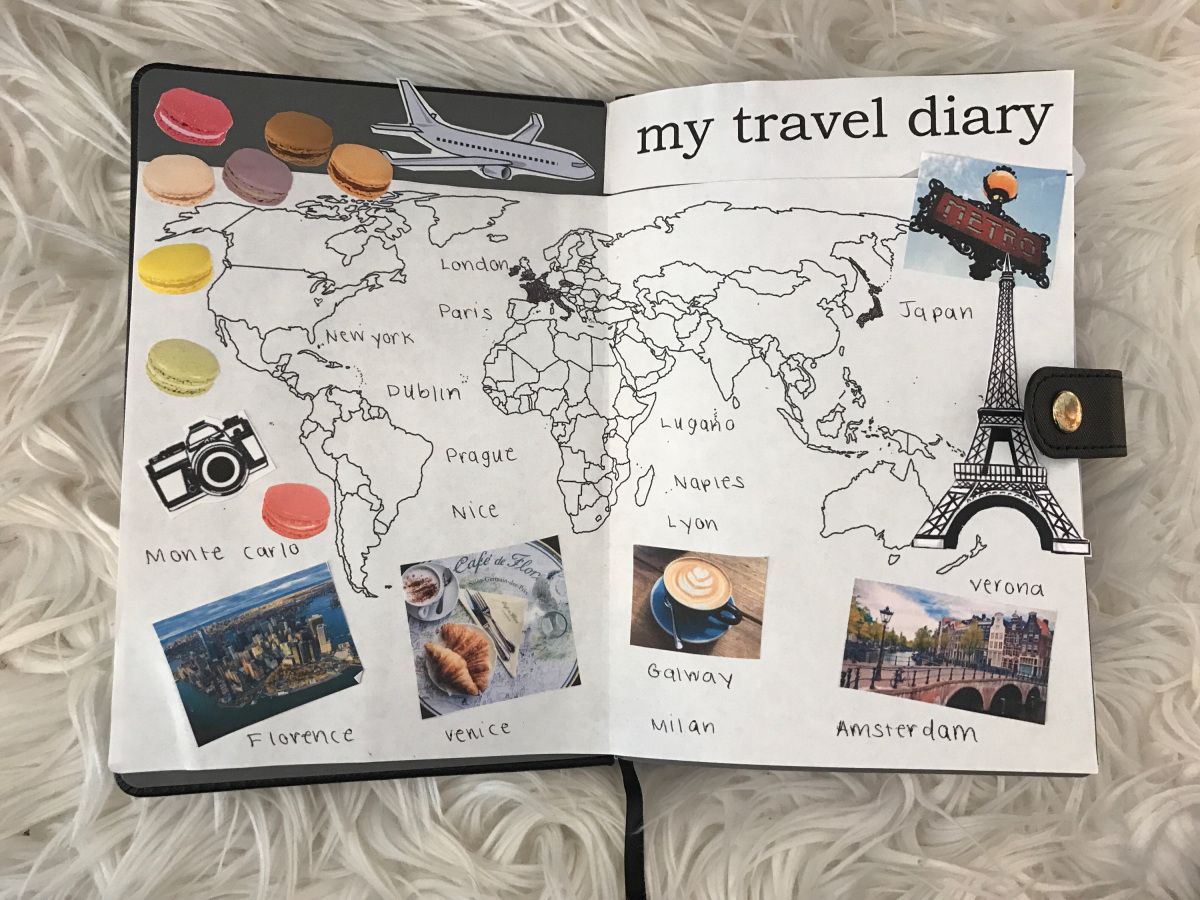 my travel diary
METRO
London
Paris
Japan
New york
Dublin
Lugano
Prague
Naples
Nice
Lyon
Monte Carlo
Café de Flor
Verona
Galway
Florence
Venice
Milan
Amsterdam